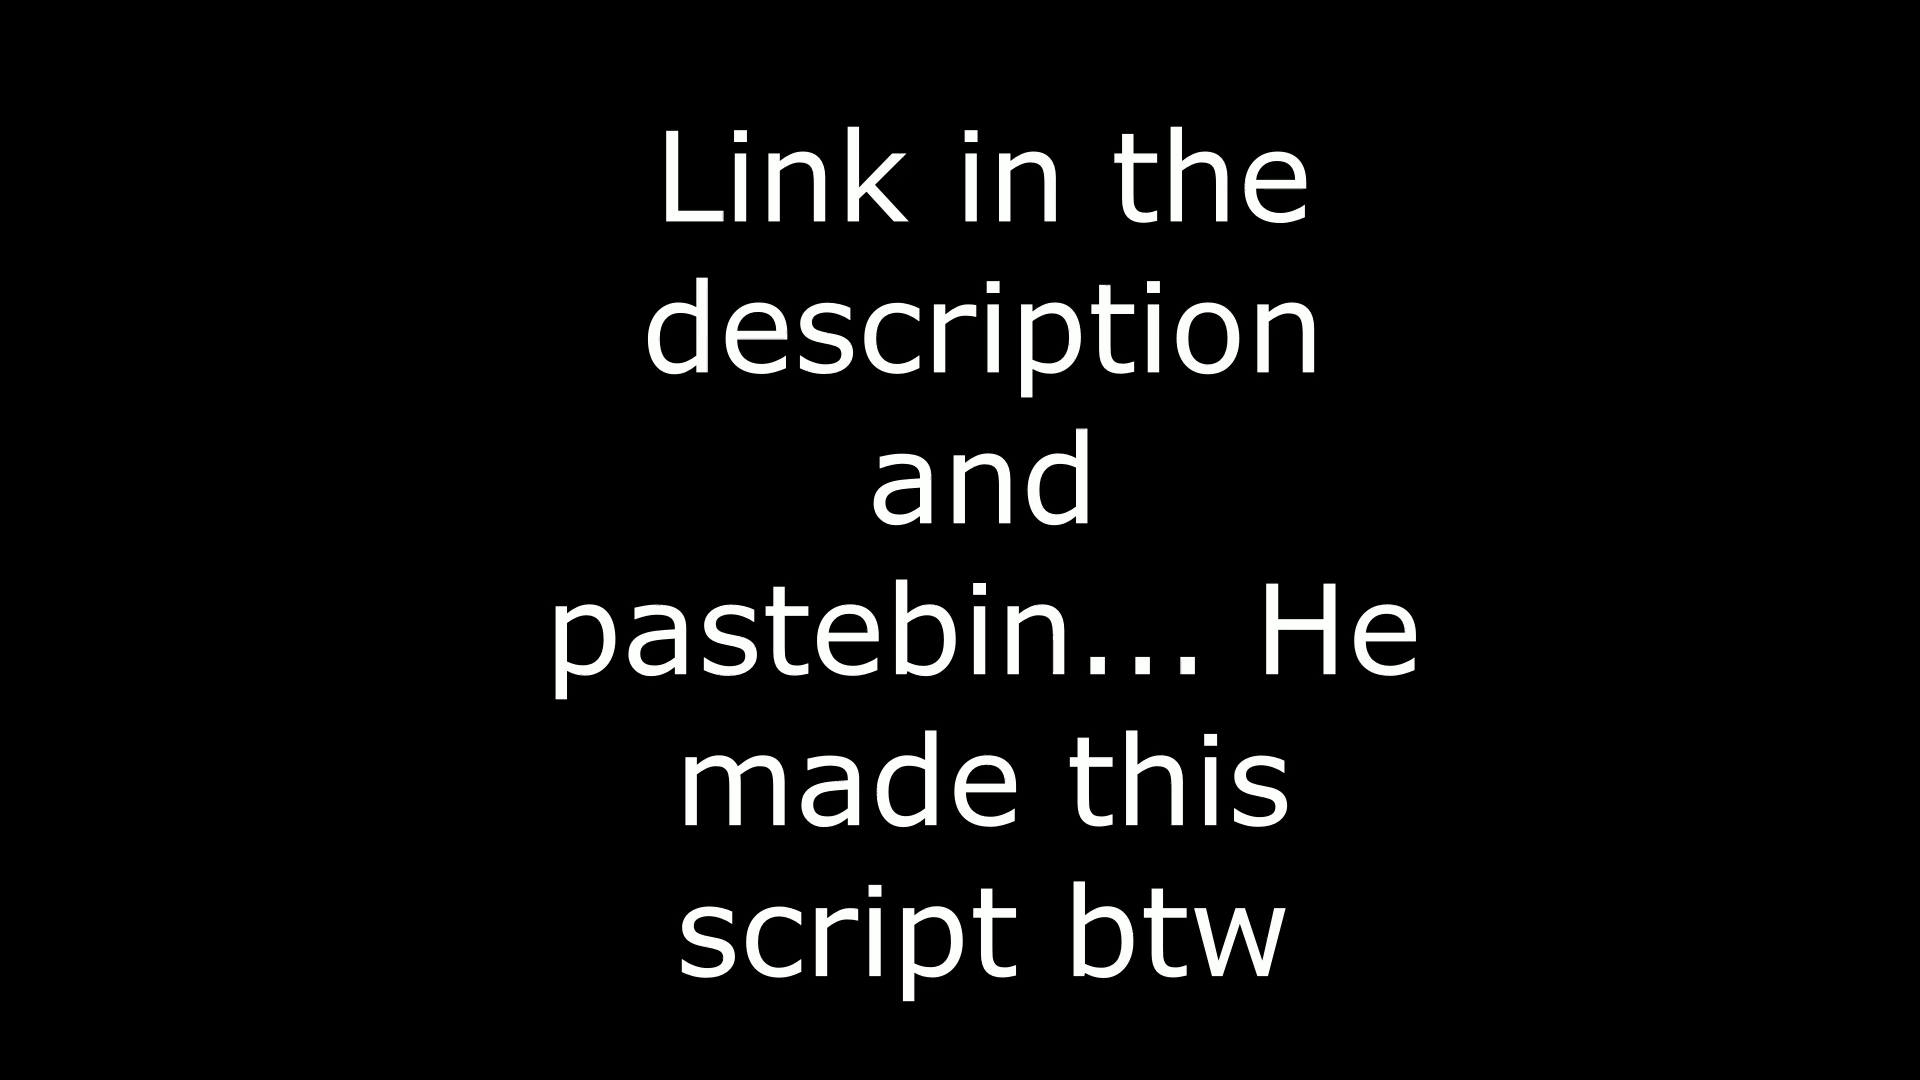 Link in the
description
and
pastebin... He
made this
script btw